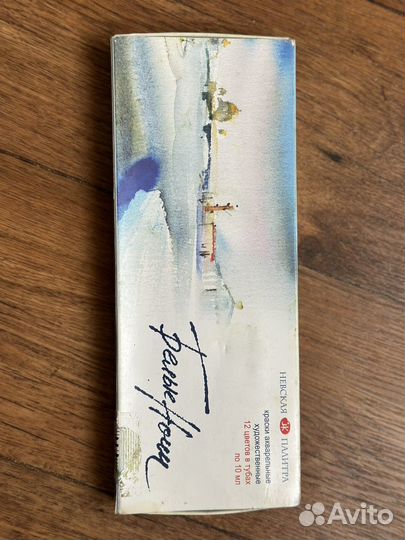 Белые Ночи
НЕВСКАЯ ПАЛИТРА
краски акварельные
художественные
12 цветов в тубах
по 10 мл
Avito